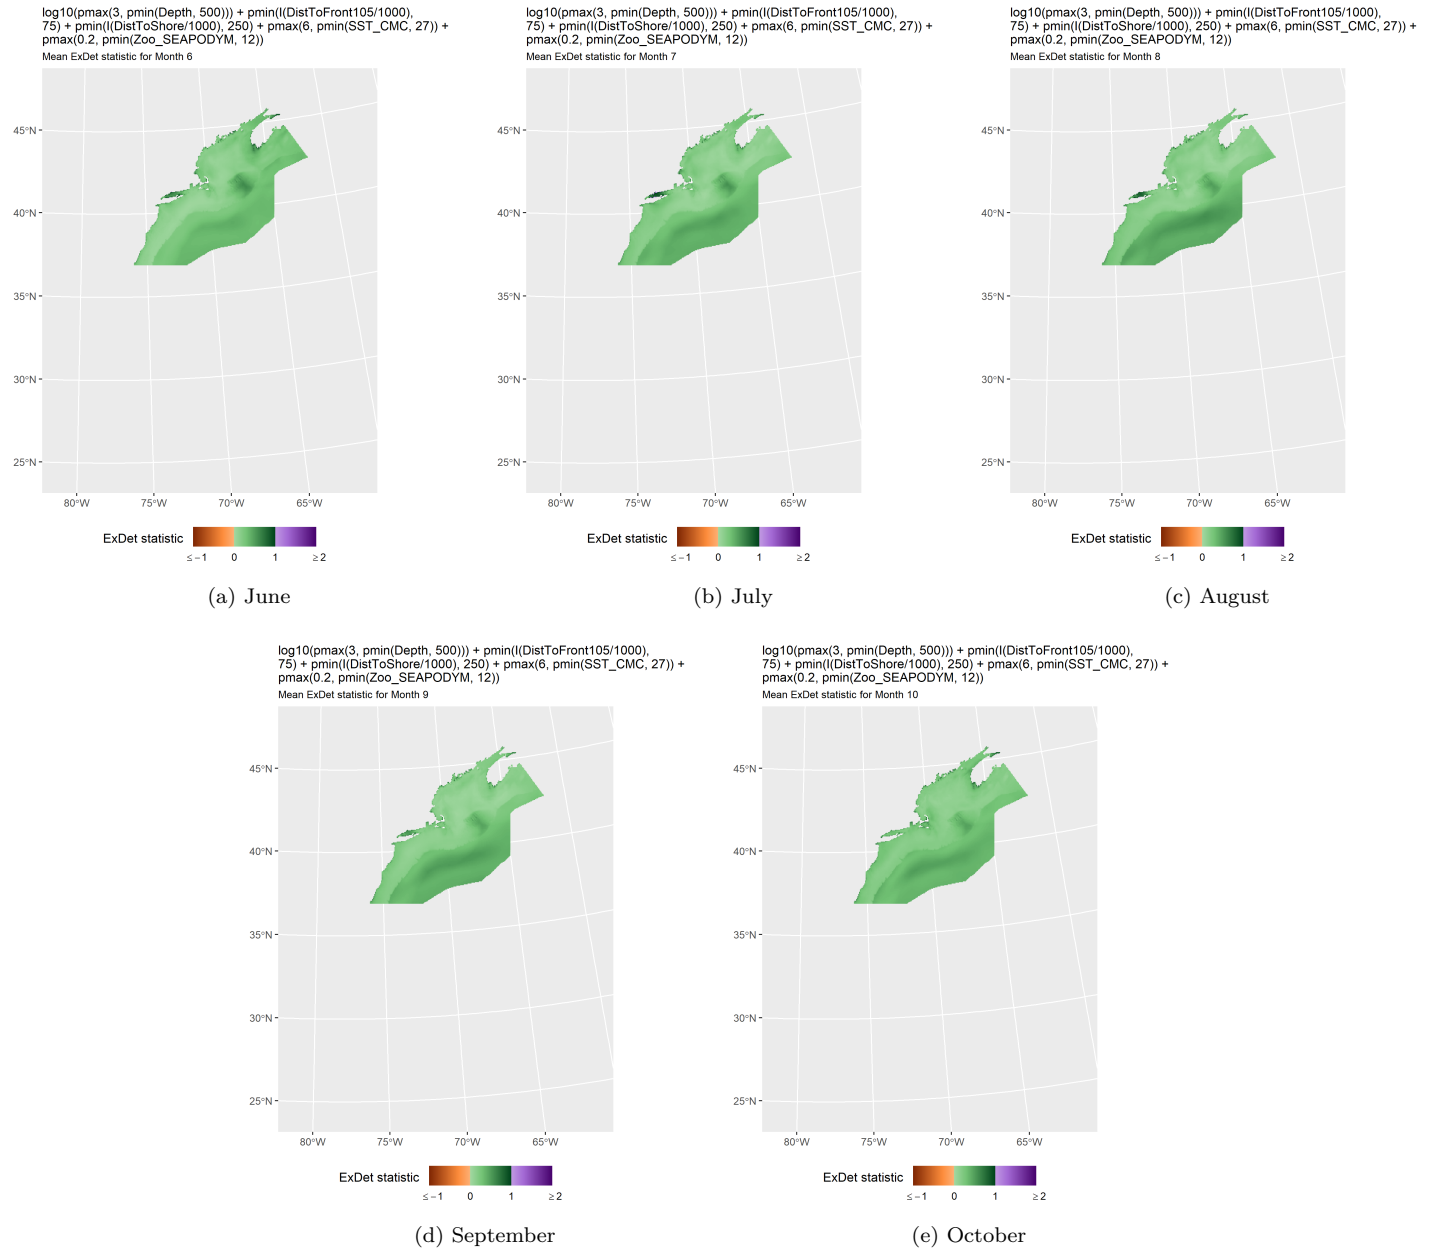 log10(pmax(3, pmin(Depth, 500))) + pmin(I(DistToFront105/1000),
75) + pmin(I(DistToShore/1000), 250) + pmax(6, pmin(SST_CMC, 27)) +
pmax(0.2, pmin(Zoo_SEAPODYM, 12))
Mean ExDet statistic for Month 6
45°N
40°N
35°N
30°N
25°N
80°W 75°W 70°W 65°W
ExDet statistic
≤ − 1 0 1 ≥ 2
(a) June
log10(pmax(3, pmin(Depth, 500))) + pmin(I(DistToFront105/1000),
75) + pmin(I(DistToShore/1000), 250) + pmax(6, pmin(SST_CMC, 27)) +
pmax(0.2, pmin(Zoo_SEAPODYM, 12))
Mean ExDet statistic for Month 7
45°N
40°N
35°N
30°N
25°N
80°W 75°W 70°W 65°W
ExDet statistic
≤ − 1 0 1 ≥ 2
(b) July
log10(pmax(3, pmin(Depth, 500))) + pmin(I(DistToFront105/1000),
75) + pmin(I(DistToShore/1000), 250) + pmax(6, pmin(SST_CMC, 27)) +
pmax(0.2, pmin(Zoo_SEAPODYM, 12))
Mean ExDet statistic for Month 8
45°N
40°N
35°N
30°N
25°N
80°W 75°W 70°W 65°W
ExDet statistic
≤ − 1 0 1 ≥ 2
(c) August
log10(pmax(3, pmin(Depth, 500))) + pmin(I(DistToFront105/1000),
75) + pmin(I(DistToShore/1000), 250) + pmax(6, pmin(SST_CMC, 27)) +
pmax(0.2, pmin(Zoo_SEAPODYM, 12))
Mean ExDet statistic for Month 9
45°N
40°N
35°N
30°N
25°N
80°W 75°W 70°W 65°W
ExDet statistic
≤ − 1 0 1 ≥ 2
(d) September
log10(pmax(3, pmin(Depth, 500))) + pmin(I(DistToFront105/1000),
75) + pmin(I(DistToShore/1000), 250) + pmax(6, pmin(SST_CMC, 27)) +
pmax(0.2, pmin(Zoo_SEAPODYM, 12))
Mean ExDet statistic for Month 10
45°N
40°N
35°N
30°N
25°N
80°W 75°W 70°W 65°W
ExDet statistic
≤ − 1 0 1 ≥ 2
(e) October